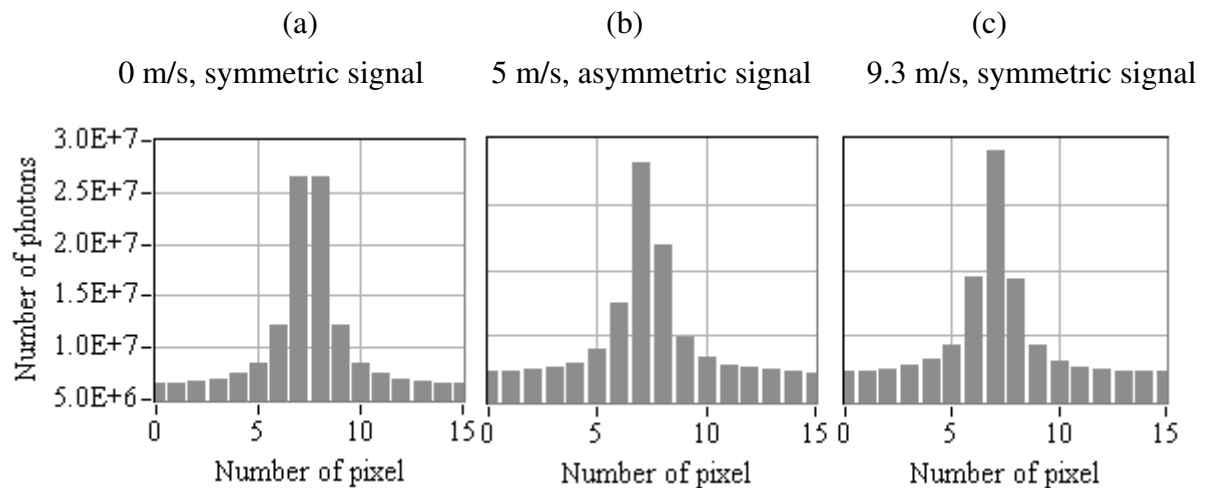 (a)
(b)
(c)
0 m/s, symmetric signal
5 m/s, asymmetric signal
9.3 m/s, symmetric signal
Number of photons
3.0E+7
2.5E+7
2.0E+7
1.5E+7
1.0E+7
5.0E+6
0 5 10 15
0 5 10 15
0 5 10 15
Number of pixel
Number of pixel
Number of pixel